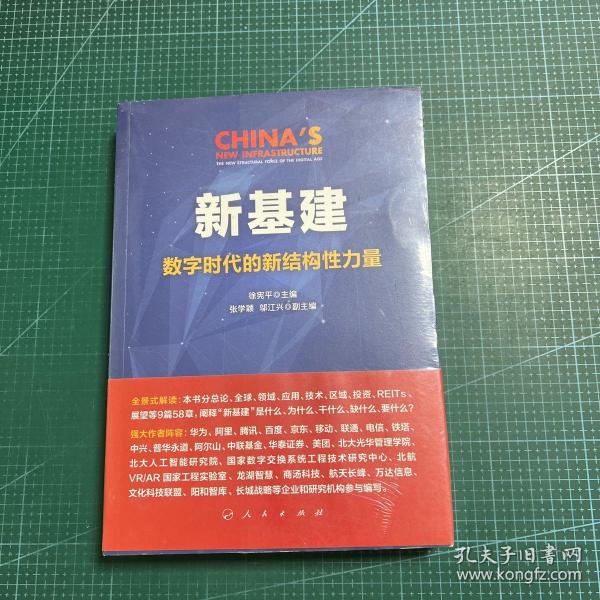 CHINA'S
NEW INFRASTRUCTURE
THE NEW STRUCTURAL FORCE OF THE DIGITAL AGE
新基建
数字时代的新结构性力量
徐宪平◎主编
张学颖 邬江兴◎副主编
全景式解读：本书分总论、全球、领域、应用、技术、区域、投资、REITs、
展望等9篇58章，阐释“新基建”是什么、为什么、干什么、缺什么、要什么？
强大作者阵容：华为、阿里、腾讯、百度、京东、移动、联通、电信、铁塔、
中兴、普华永道、阿尔山、中联基金、华泰证券、美团、北大光华管理学院、
北大人工智能研究院、国家数字交换系统工程技术研究中心、北航
VR/AR国家工程实验室、龙湖智慧、商汤科技、航天长峰、万达信息、
文化科技联盟、阳和智库、长城战略等企业和研究机构参与编写。
人民出版社
孔夫子旧书网
www.kongfz.com